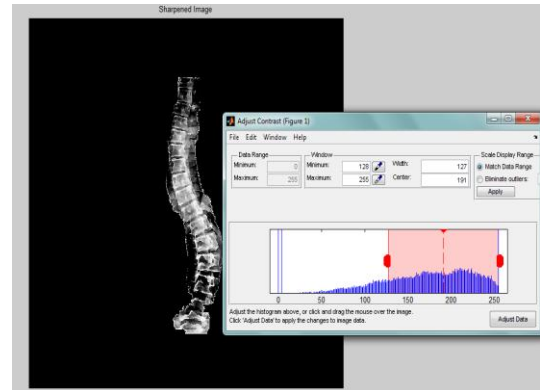 Sharpened Image
Adjust Contrast (Figure 1)
File Edit Window Help
Data Range
Minimum: 0
Maximum: 255
Window
Minimum: 128
Maximum: 255
Width: 127
Center: 191
Scale Display Range
Match Data Range
Eliminate outliers:
Apply
0 50 100 150 200 250
Adjust the histogram above, or click and drag the mouse over the image.
Click 'Adjust Data' to apply the changes to image data.
Adjust Data